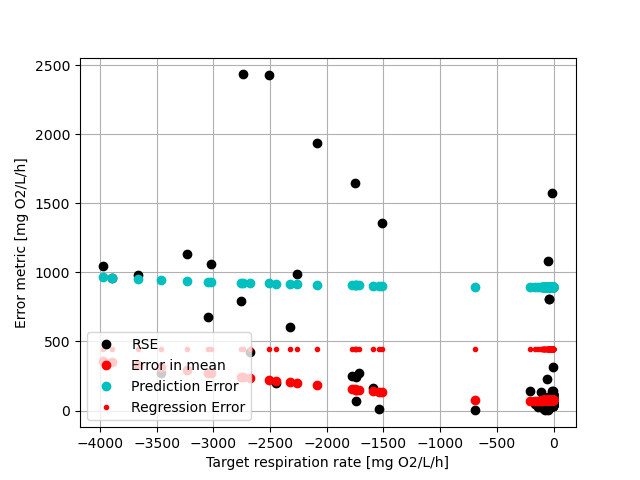 2500
2000
1500
1000
500
0
Error metric [mg O2/L/h]
RSE
Error in mean
Prediction Error
Regression Error
−4000 −3500 −3000 −2500 −2000 −1500 −1000 −500 0
Target respiration rate [mg O2/L/h]